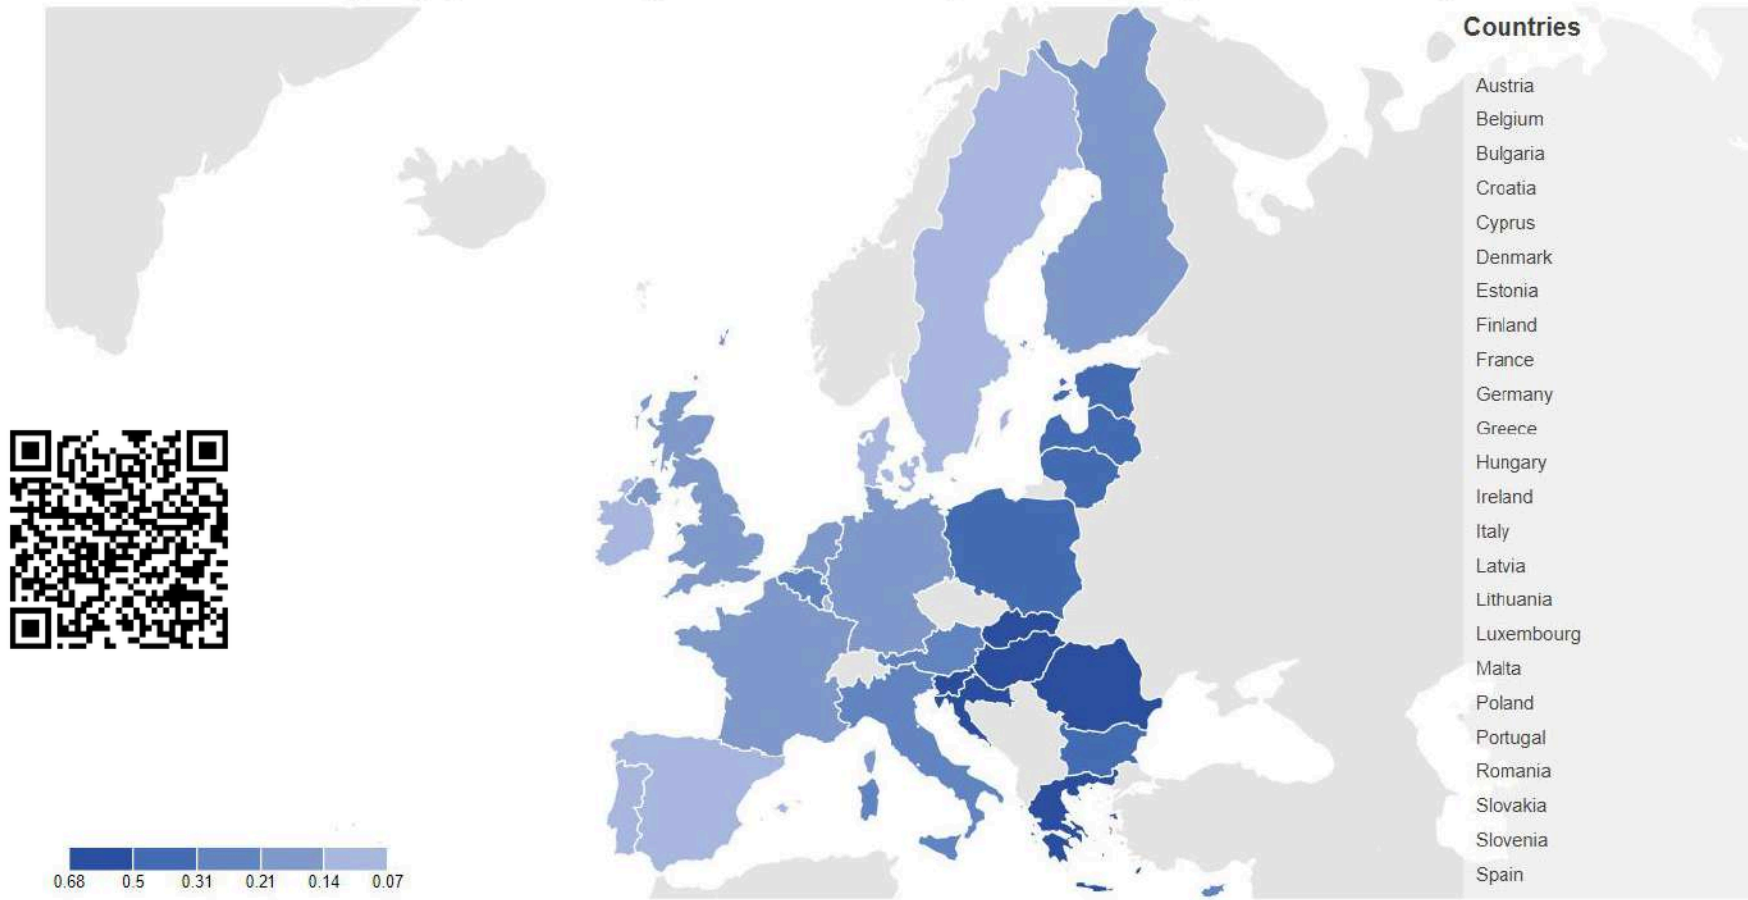 Countries
Austria
Belgium
Bulgaria
Croatia
Cyprus
Denmark
Estonia
Finland
France
Germany
Greece
Hungary
Ireland
Italy
Latvia
Lithuania
Luxembourg
Malta
Poland
Portugal
Romania
Slovakia
Slovenia
Spain
0.68 0.5 0.31 0.21 0.14 0.07